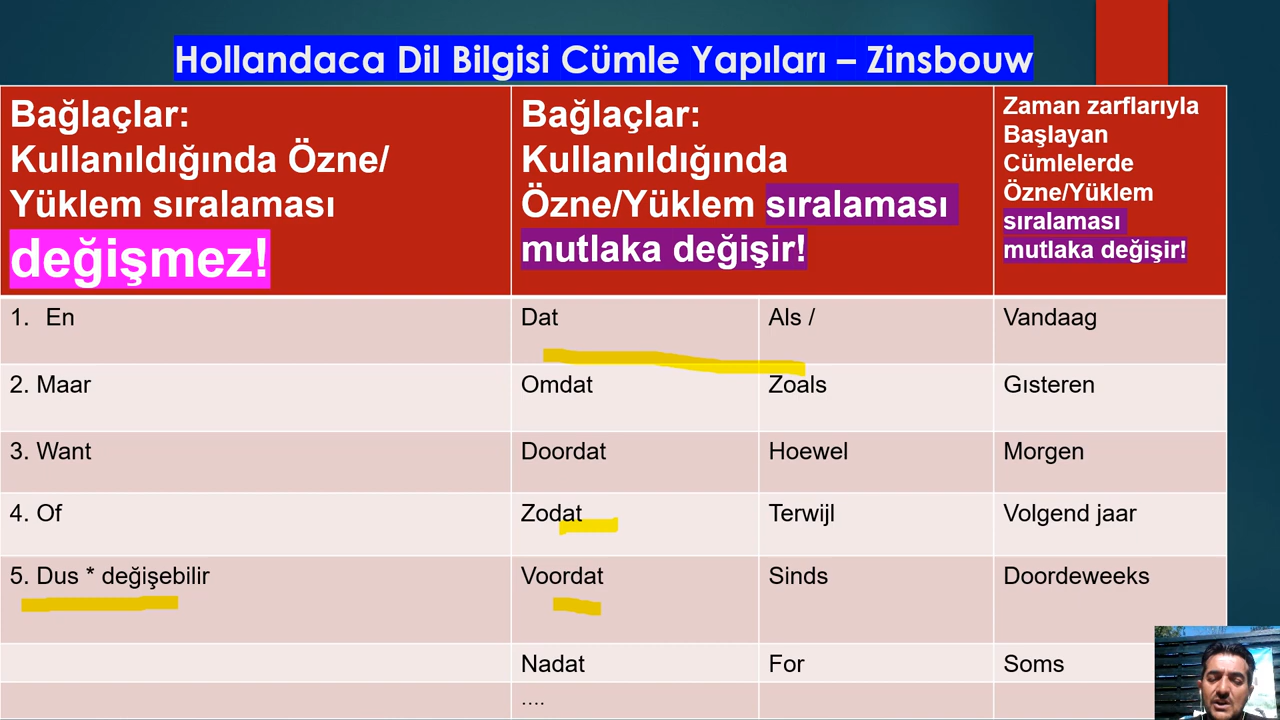 Hollandaca Dil Bilgisi Cümle Yapıları – Zinsbouw
Bağlaçlar:
Kullanıldığında Özne/
Yüklem sıralaması
değişmez!
Bağlaçlar:
Kullanıldığında
Özne/Yüklem sıralaması
mutlaka değişir!
Zaman zarflarıyla
Başlayan
Cümlelerde
Özne/Yüklem
sıralaması
mutlaka değişir!
1. En
Dat
Als /
Vandaag
2. Maar
Omdat
Zoals
Gısteren
3. Want
Doordat
Hoewel
Morgen
4. Of
Zodat
Terwijl
Volgend jaar
5. Dus * değişebilir
Voordat
Sinds
Doordeweeks
Nadat
For
Soms
....